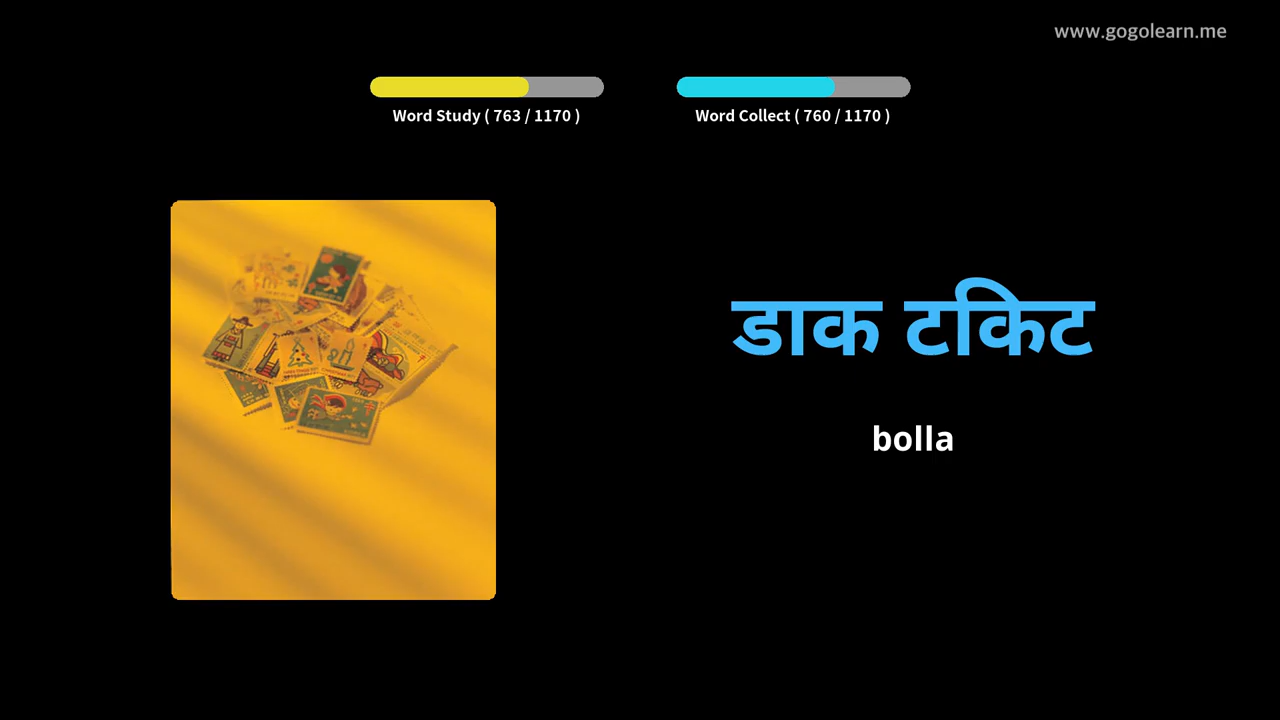 www.gogolearn.me
Word Study ( 763 / 1170 )
Word Collect ( 760 / 1170 )
डाक टकिट
bolla